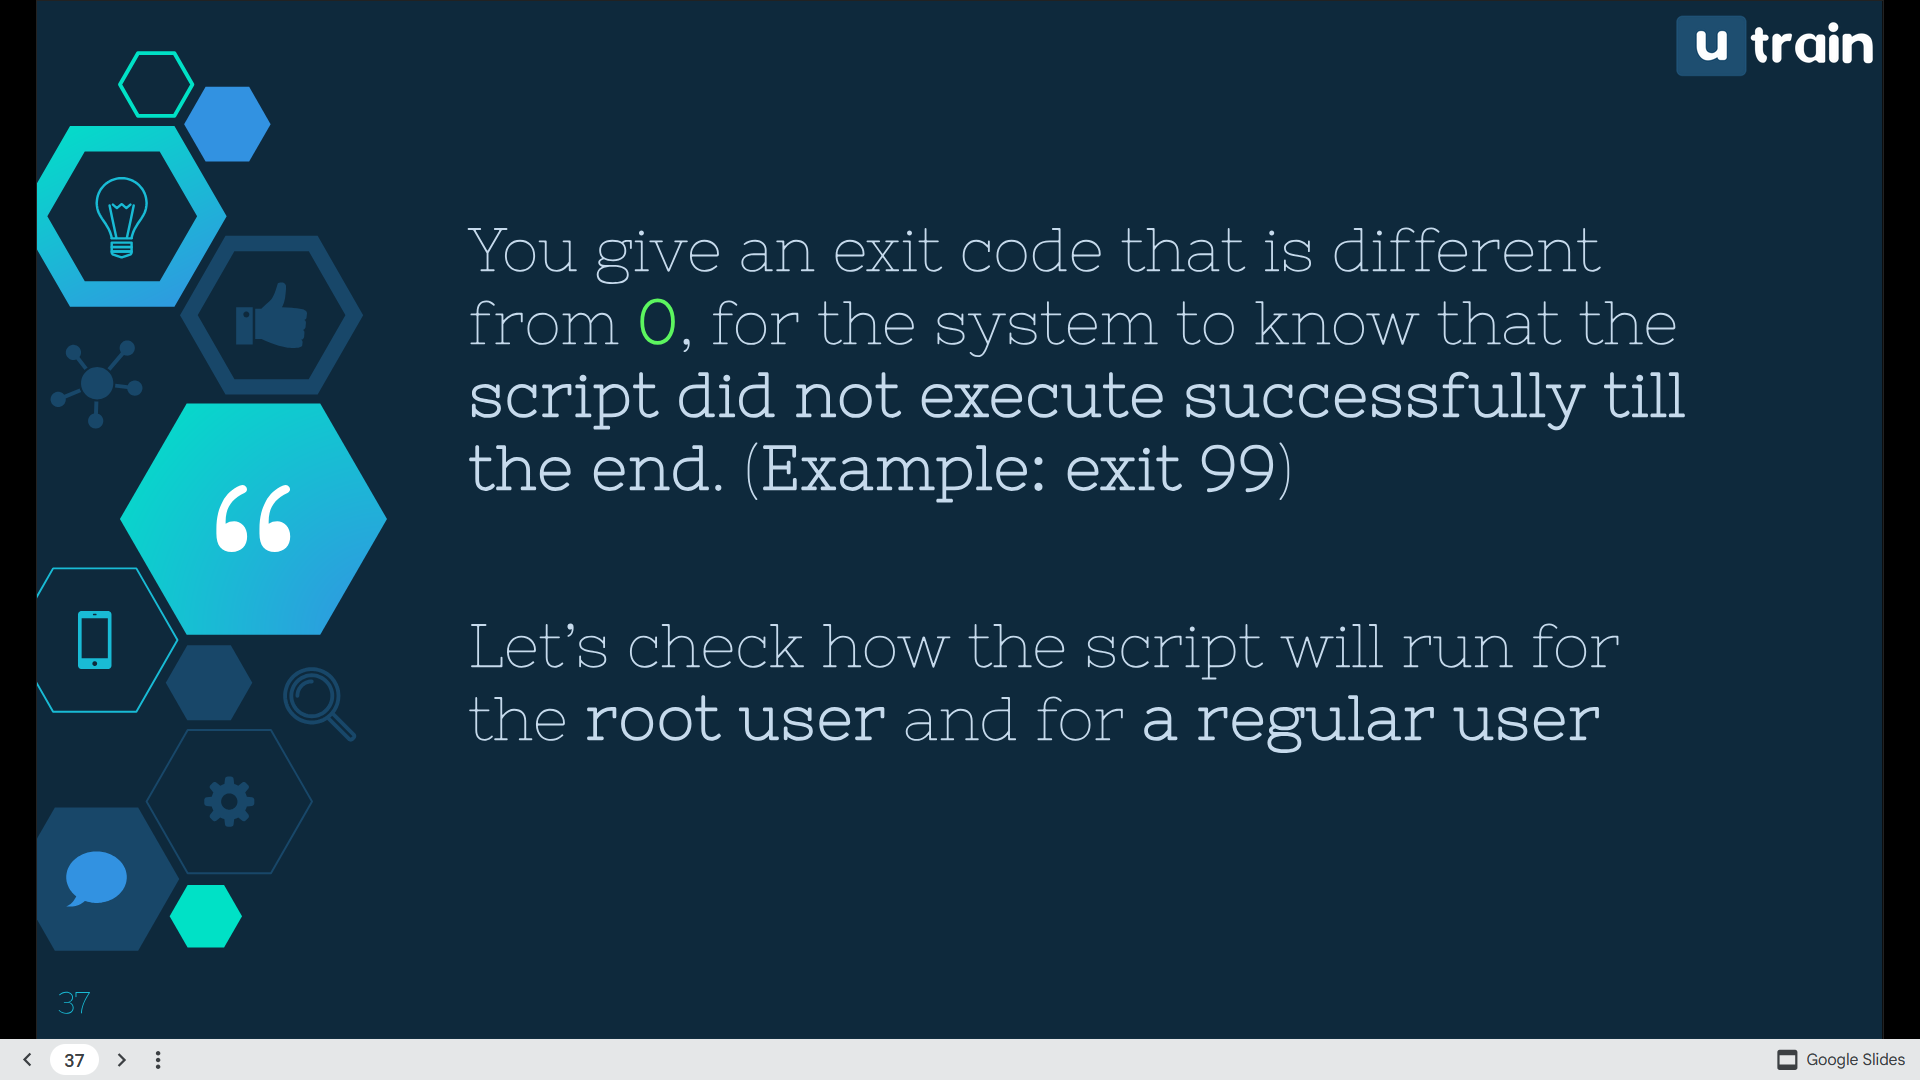 u train
You give an exit code that is different
from 0, for the system to know that the
script did not execute successfully till
the end. (Example: exit 99)
Let’s check how the script will run for
the root user and for a regular user
37
37
Google Slides